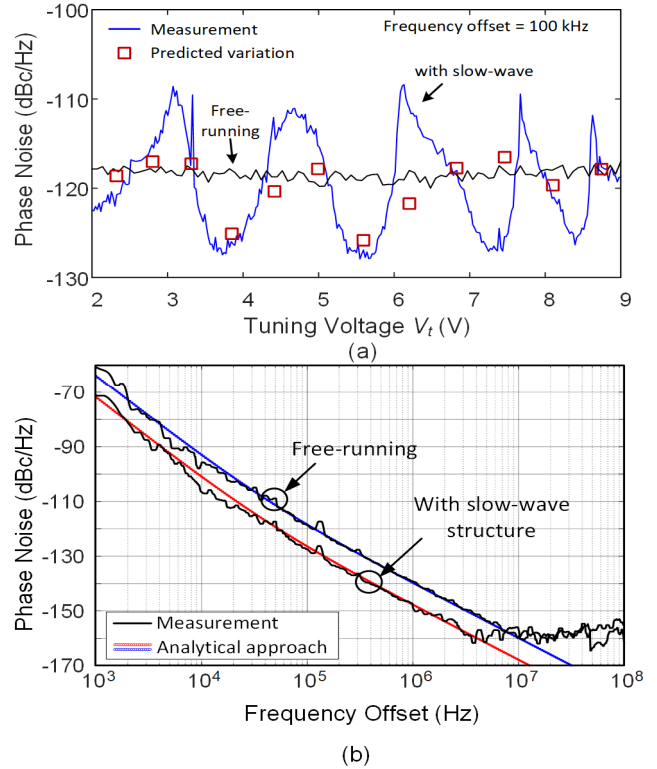 -100
-110
-120
-130
Phase Noise (dBc/Hz)
Measurement
Predicted variation
Frequency offset = 100 kHz
with slow-wave
Free-
running
2 3 4 5 6 7 8 9
Tuning Voltage Vt (V)
(a)
-70
-90
-110
-130
-150
-170
Phase Noise (dBc/Hz)
Free-running
With slow-wave
structure
Measurement
Analytical approach
10³ 10⁴ 10⁵ 10⁶ 10⁷ 10⁸
Frequency Offset (Hz)
(b)